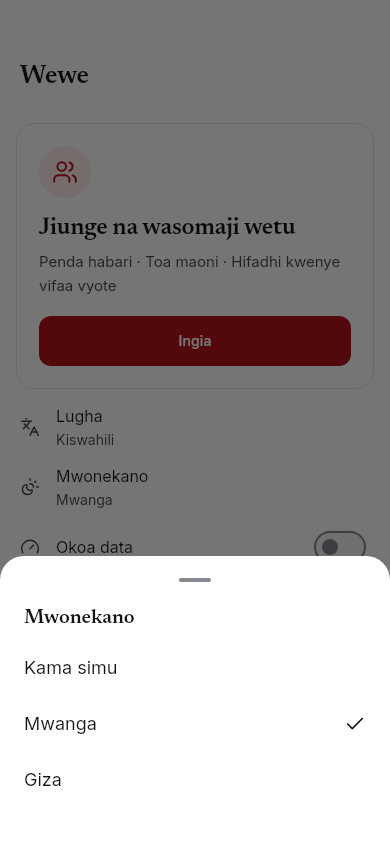 Wewe
Jiunge na wasomaji wetu
Penda habari · Toa maoni · Hifadhi kwenye
vifaa vyote
Ingia
Lugha
Kiswahili
Mwonekano
Mwanga
Okoa data
Mwonekano
Kama simu
Mwanga
Giza